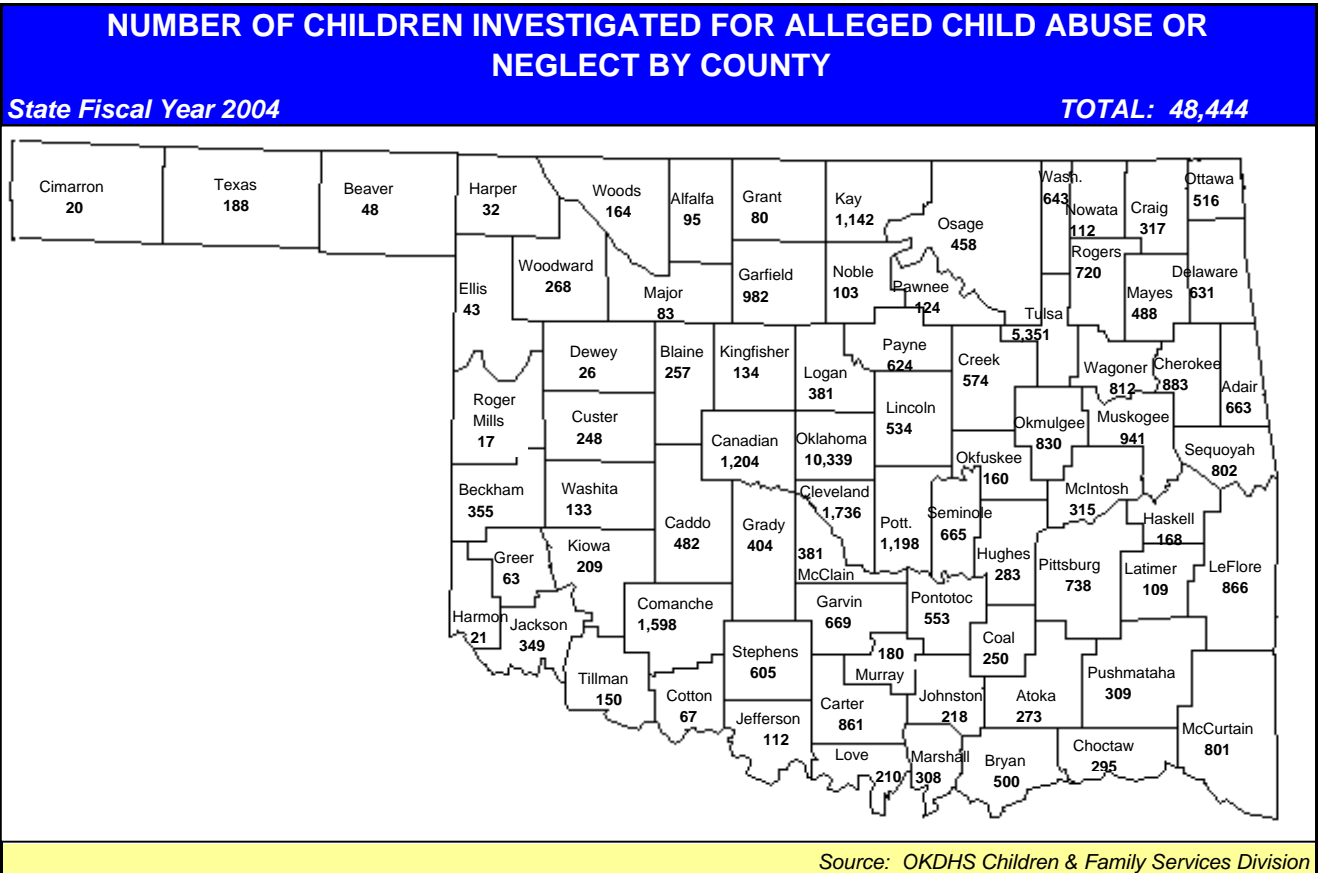 NUMBER OF CHILDREN INVESTIGATED FOR ALLEGED CHILD ABUSE OR
NEGLECT BY COUNTY
State Fiscal Year 2004 TOTAL: 48,444
Cimarron
20
Texas
188
Beaver
48
Harper
32
Woods
164
Alfalfa
95
Grant
80
Kay
1,142
Osage
458
Wash.
643
Nowata
112
Craig
317
Ottawa
516
Ellis
43
Woodward
268
Major
83
Garfield
982
Noble
103
Pawnee
124
Tulsa
5,351
Rogers
720
Mayes
488
Delaware
631
Roger
Mills
17
Dewey
26
Blaine
257
Kingfisher
134
Logan
381
Payne
624
Creek
574
Wagoner
812
Cherokee
883
Adair
663
Custer
248
Canadian
1,204
Oklahoma
10,339
Lincoln
534
Okmulgee
830
Muskogee
941
Sequoyah
802
Beckham
355
Washita
133
Caddo
482
Grady
404
Cleveland
1,736
381
McClain
Pott.
1,198
Seminole
665
Okfuskee
160
McIntosh
315
Haskell
168
Greer
63
Kiowa
209
Hughes
283
Pittsburg
738
Latimer
109
LeFlore
866
Harmon
21
Jackson
349
Comanche
1,598
Garvin
669
Pontotoc
553
Coal
250
Tillman
150
Cotton
67
Stephens
605
180
Murray
Johnston
218
Atoka
273
Pushmataha
309
Jefferson
112
Carter
861
Love
210
Marshall
308
Bryan
500
Choctaw
295
McCurtain
801
Source: OKDHS Children & Family Services Division